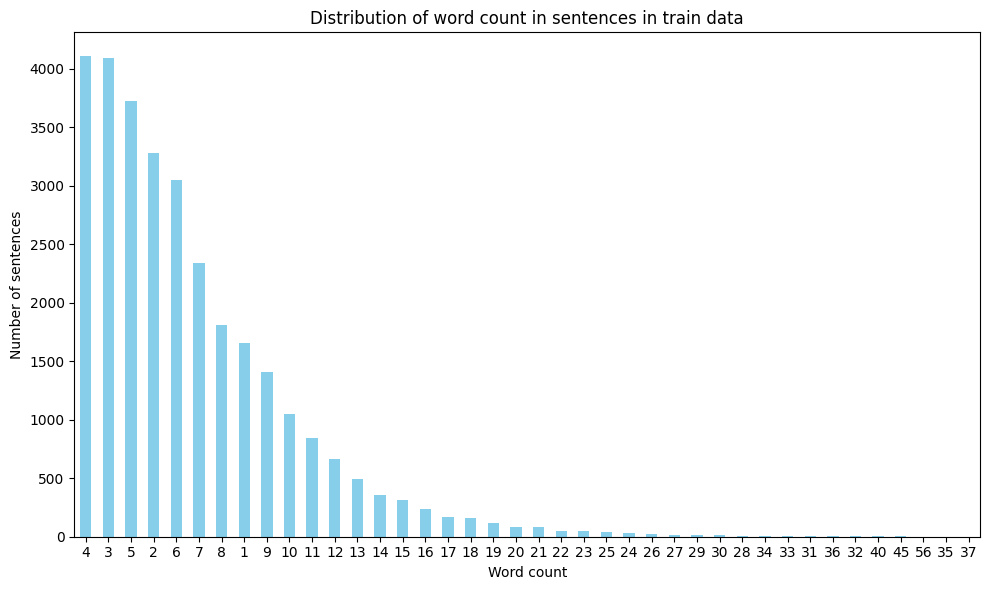 Distribution of word count in sentences in train data
Number of sentences
4000
3500
3000
2500
2000
1500
1000
500
0
4 3 5 2 6 7 8 1 9 10 11 12 13 14 15 16 17 18 19 20 21 22 23 25 24 26 27 29 30 28 34 33 31 36 32 40 45 56 35 37
Word count